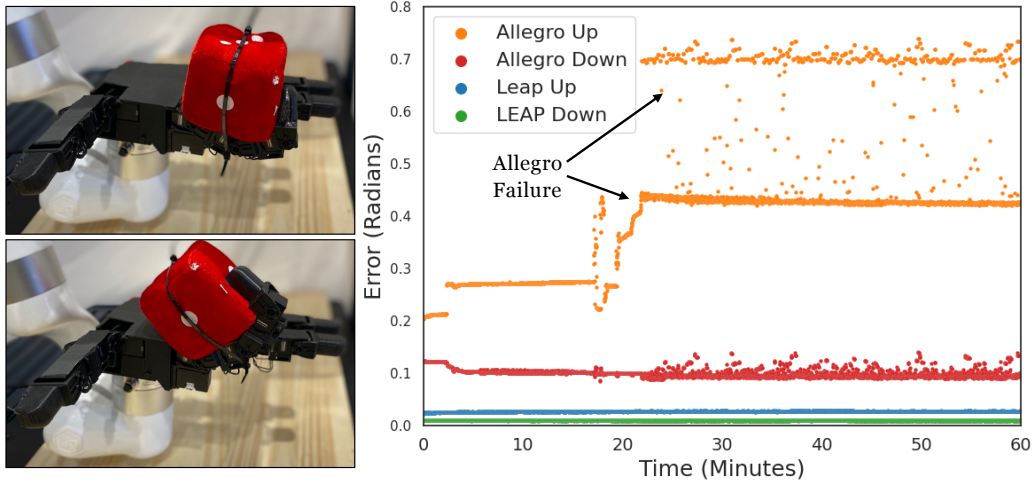 0.8
0.7
0.6
0.5
0.4
0.3
0.2
0.1
0.0
Error (Radians)
Allegro Up
Allegro Down
Leap Up
LEAP Down
Allegro
Failure
0
10
20
30
40
50
60
Time (Minutes)